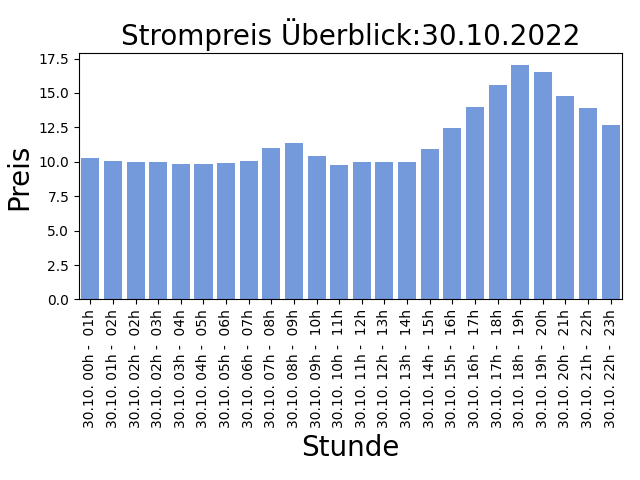 Strompreis Überblick:30.10.2022
Preis
17.5
15.0
12.5
10.0
7.5
5.0
2.5
0.0
30.10. 00h - 01h
30.10. 01h - 02h
30.10. 02h - 02h
30.10. 02h - 03h
30.10. 03h - 04h
30.10. 04h - 05h
30.10. 05h - 06h
30.10. 06h - 07h
30.10. 07h - 08h
30.10. 08h - 09h
30.10. 09h - 10h
30.10. 10h - 11h
30.10. 11h - 12h
30.10. 12h - 13h
30.10. 13h - 14h
30.10. 14h - 15h
30.10. 15h - 16h
30.10. 16h - 17h
30.10. 17h - 18h
30.10. 18h - 19h
30.10. 19h - 20h
30.10. 20h - 21h
30.10. 21h - 22h
30.10. 22h - 23h
Stunde